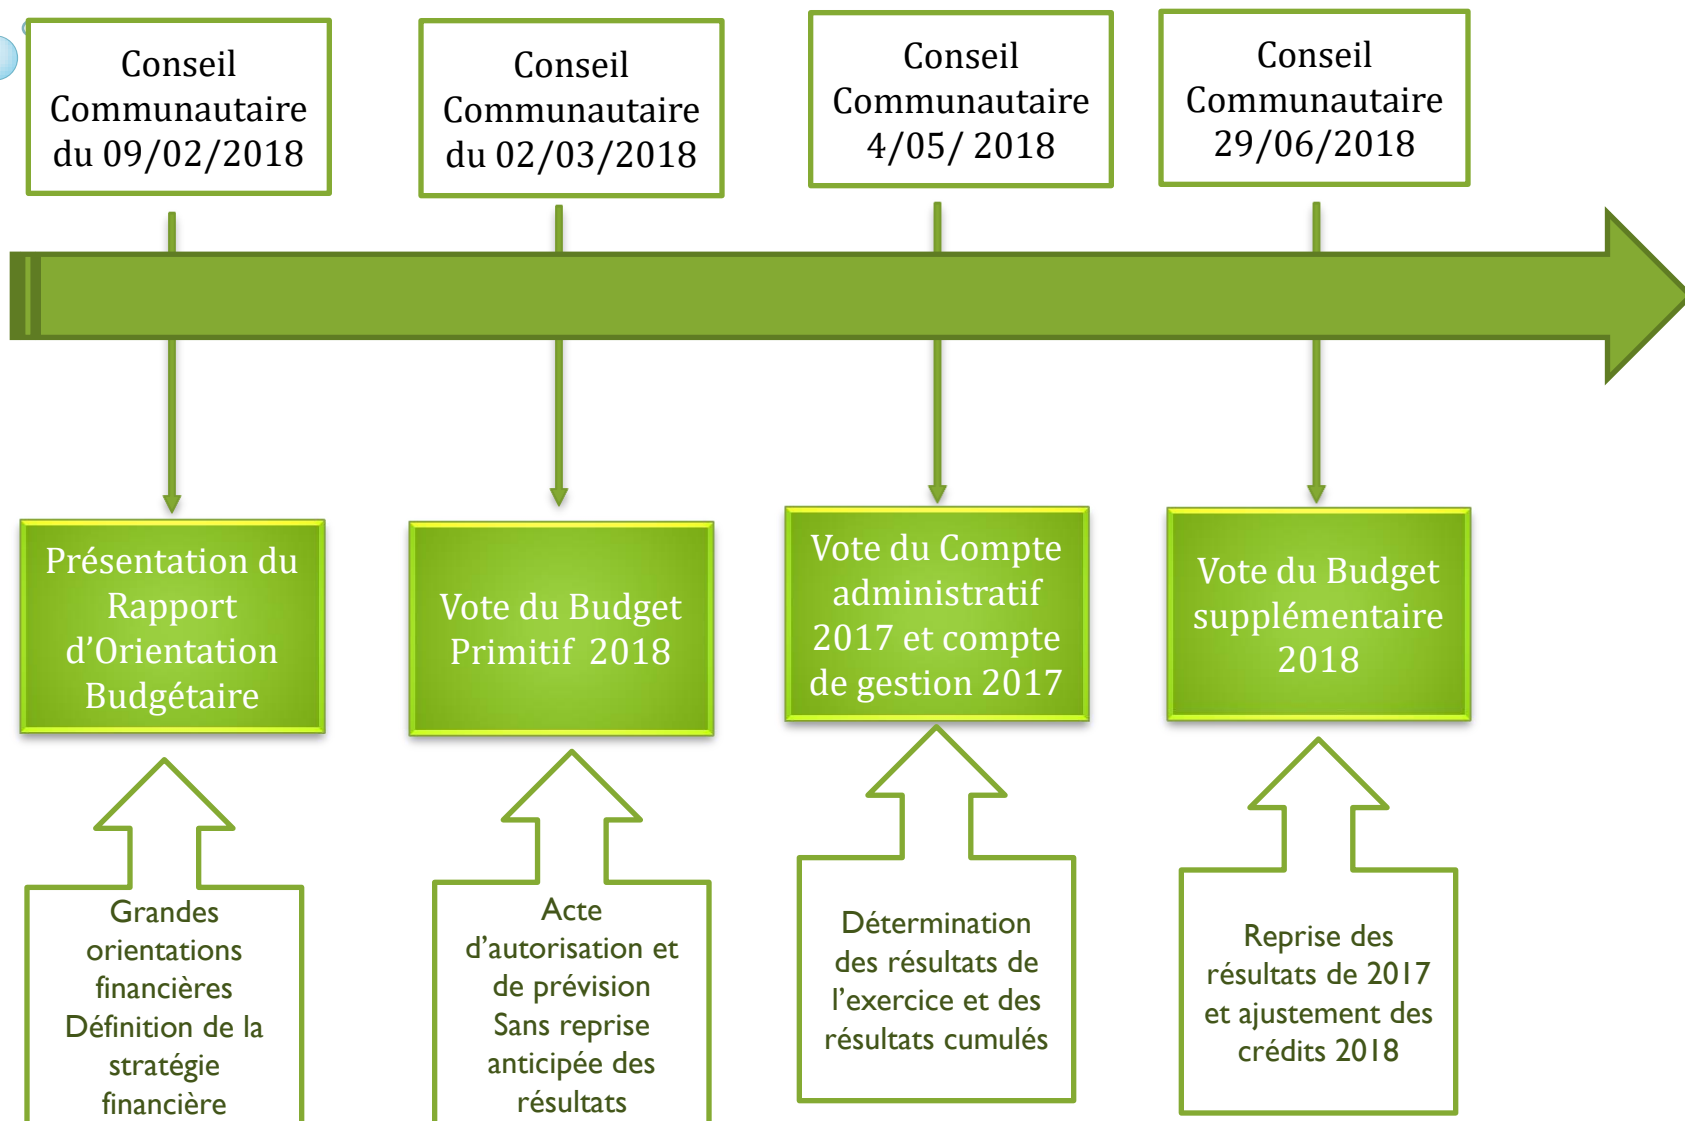 Conseil
Communautaire
du 09/02/2018
Conseil
Communautaire
du 02/03/2018
Conseil
Communautaire
4/05/ 2018
Conseil
Communautaire
29/06/2018
Présentation du
Rapport
d’Orientation
Budgétaire
Vote du Budget
Primitif 2018
Vote du Compte
administratif
2017 et compte
de gestion 2017
Vote du Budget
supplémentaire
2018
Grandes
orientations
financières
Définition de la
stratégie
financière
Acte
d’autorisation et
de prévision
Sans reprise
anticipée des
résultats
Détermination
des résultats de
l’exercice et des
résultats cumulés
Reprise des
résultats de 2017
et ajustement des
crédits 2018